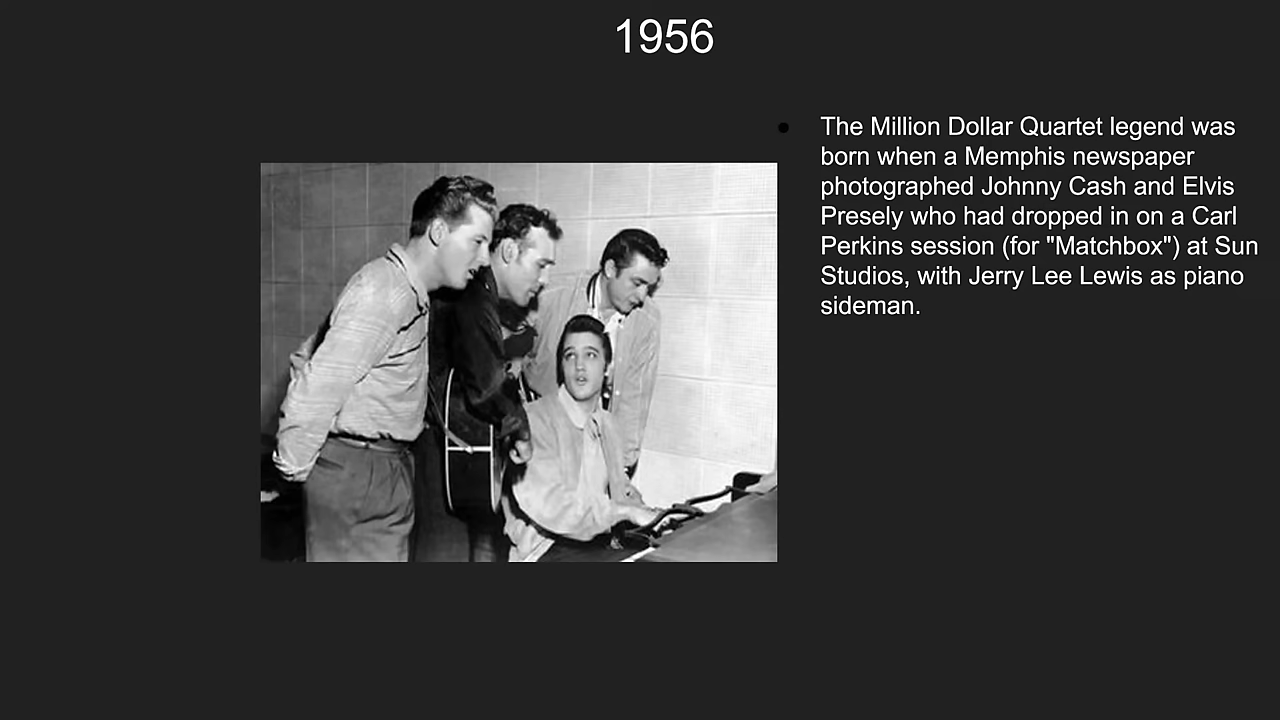 1956
The Million Dollar Quartet legend was
born when a Memphis newspaper
photographed Johnny Cash and Elvis
Presely who had dropped in on a Carl
Perkins session (for "Matchbox") at Sun
Studios, with Jerry Lee Lewis as piano
sideman.